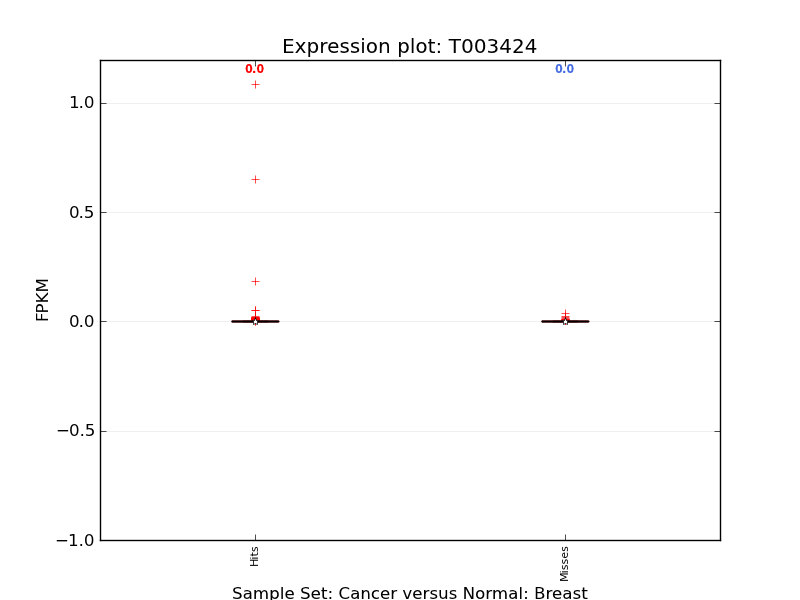 Expression plot: T003424
0.0 0.0
1.0
0.5
0.0
−0.5
−1.0
FPKM
Hits Misses
Sample Set: Cancer versus Normal: Breast